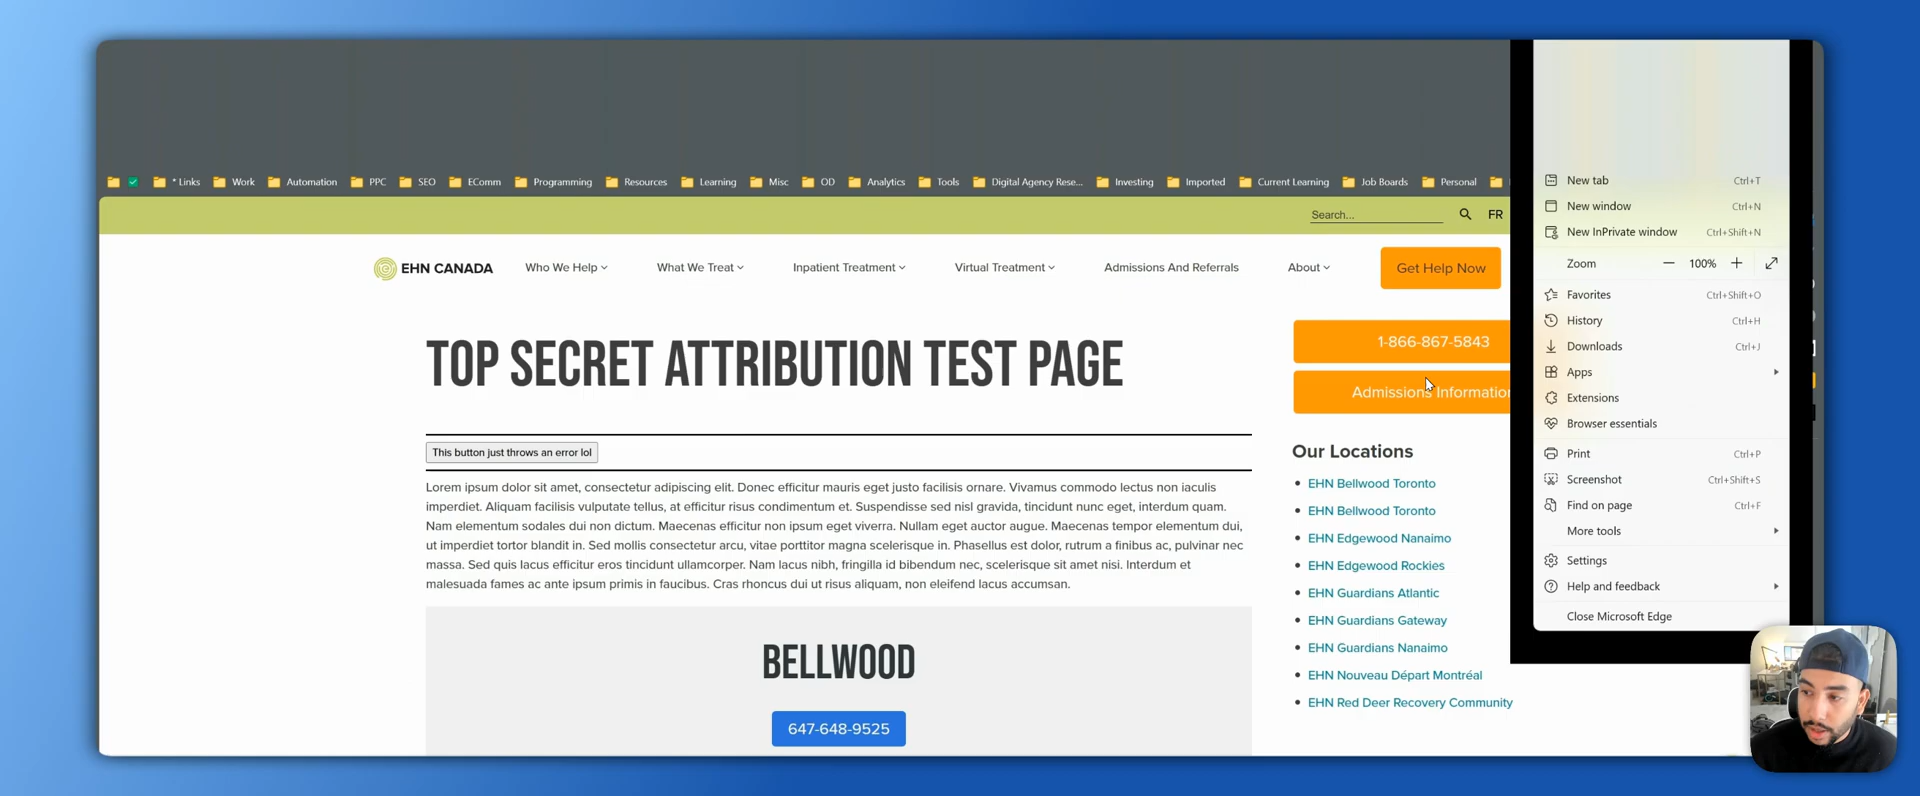 * Links Work Automation PPC SEO EComm Programming Resources Learning Misc OD Analytics Tools Digital Agency Rese... Investing Imported Current Learning Job Boards Personal
Search... FR
EHN CANADA Who We Help What We Treat Inpatient Treatment Virtual Treatment Admissions And Referrals About Get Help Now
TOP SECRET ATTRIBUTION TEST PAGE
This button just throws an error lol
Lorem ipsum dolor sit amet, consectetur adipiscing elit. Donec efficitur mauris eget justo facilisis ornare. Vivamus commodo lectus non iaculis
imperdiet. Aliquam facilisis vulputate tellus, at efficitur risus condimentum et. Suspendisse sed nisl gravida, tincidunt nunc eget, interdum quam.
Nam elementum sodales dui non dictum. Maecenas efficitur non ipsum eget viverra. Nullam eget auctor augue. Maecenas tempor elementum dui,
ut imperdiet tortor blandit in. Sed mollis consectetur arcu, vitae porttitor magna scelerisque in. Phasellus est dolor, rutrum a finibus ac, pulvinar nec
massa. Sed quis lacus efficitur eros tincidunt ullamcorper. Nam lacus nibh, fringilla id bibendum nec, scelerisque sit amet nisi. Interdum et
malesuada fames ac ante ipsum primis in faucibus. Cras rhoncus dui ut risus aliquam, non eleifend lacus accumsan.
BELLWOOD
647-648-9525
1-866-867-5843
Admissions Information
Our Locations
EHN Bellwood Toronto
EHN Bellwood Toronto
EHN Edgewood Nanaimo
EHN Edgewood Rockies
EHN Guardians Atlantic
EHN Guardians Gateway
EHN Guardians Nanaimo
EHN Nouveau Départ Montréal
EHN Red Deer Recovery Community
New tab Ctrl+T
New window Ctrl+N
New InPrivate window Ctrl+Shift+N
Zoom 100%
Favorites Ctrl+Shift+O
History Ctrl+H
Downloads Ctrl+J
Apps
Extensions
Browser essentials
Print Ctrl+P
Screenshot Ctrl+Shift+S
Find on page Ctrl+F
More tools
Settings
Help and feedback
Close Microsoft Edge